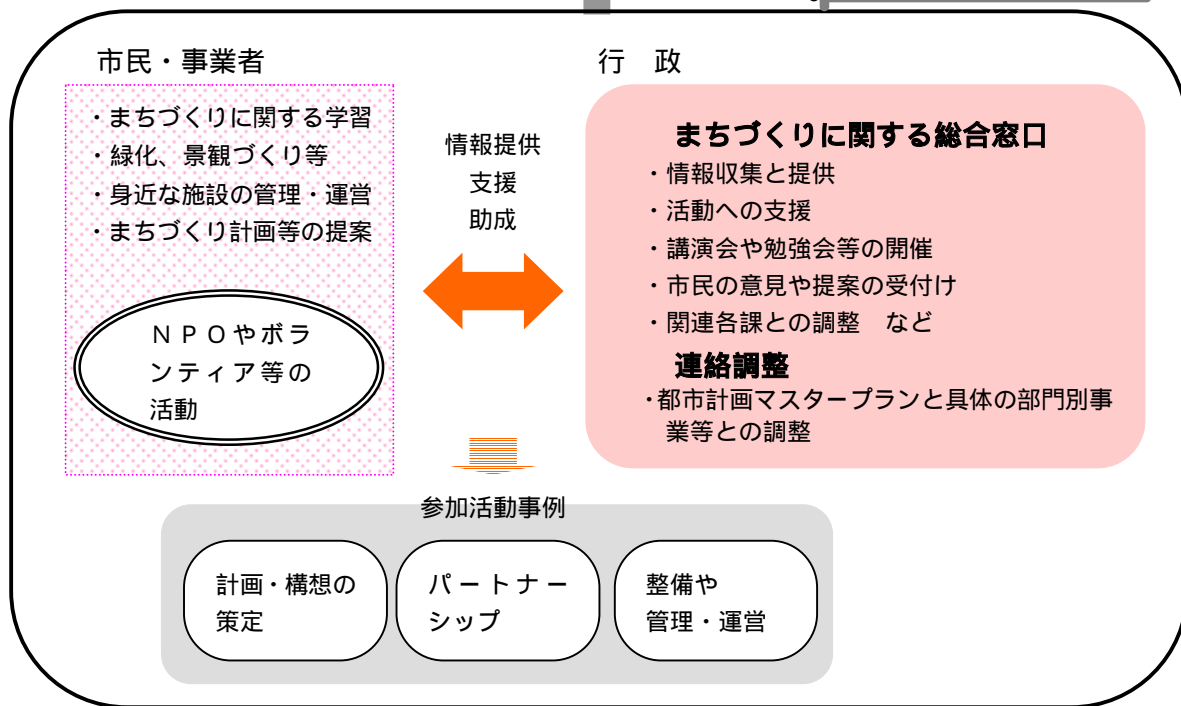 市民・事業者
・まちづくりに関する学習
・緑化、景観づくり等
・身近な施設の管理・運営
・まちづくり計画等の提案
ＮＰＯやボラ
ンティア等の
活動
情報提供
支援
助成
行　政
まちづくりに関する総合窓口
・情報収集と提供
・活動への支援
・講演会や勉強会等の開催
・市民の意見や提案の受付け
・関連各課との調整　など
連絡調整
・都市計画マスタープランと具体の部門別事
業等との調整
参加活動事例
計画・構想の
策定
パートナー
シップ
整備や
管理・運営